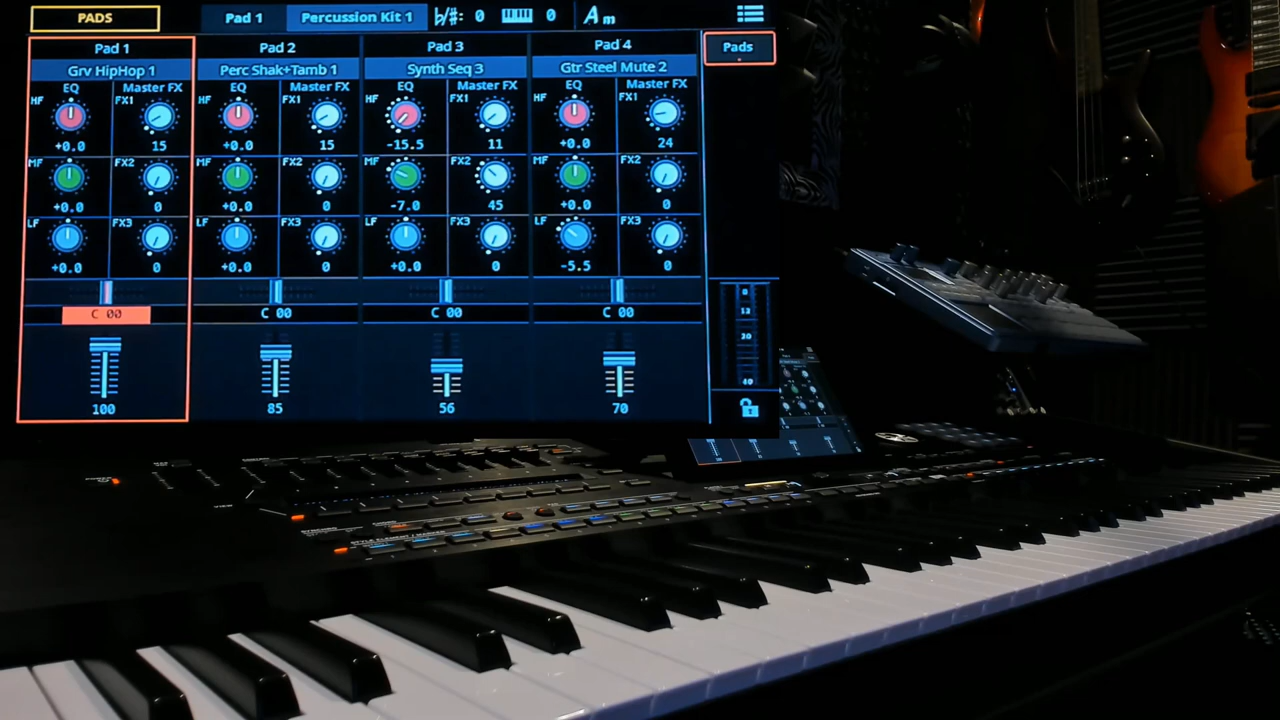 PADS Pad 1 Percussion Kit 1 b/#: 0 0 Am
Pad 1 Pad 2 Pad 3 Pad 4 Pads
Grv HipHop 1 Perc Shak+Tamb 1 Synth Seq 3 Gtr Steel Mute 2
EQ Master FX EQ Master FX EQ Master FX EQ Master FX
HF FX1 HF FX1 HF FX1 HF FX1
+0.0 15 +0.0 15 -15.5 11 +0.0 24
MF FX2 MF FX2 MF FX2 MF FX2
+0.0 0 +0.0 0 -7.0 45 +0.0 0
LF FX3 LF FX3 LF FX3 LF FX3
+0.0 0 +0.0 0 +0.0 0 -5.5 0
C 00 C 00 C 00 C 00
0
12
20
40
100 85 56 70
STYLE ELEMENT